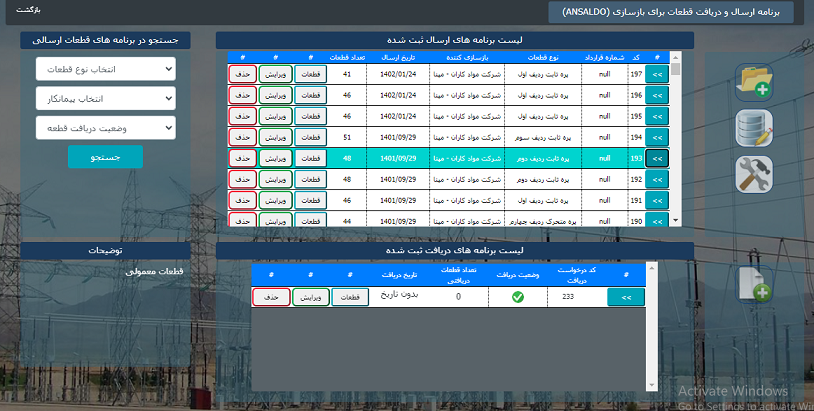 برنامه ارسال و دریافت قطعات برای بازرسازی (ANSALDO)
بازگشت
لیست برنامه های ارسال ثبت شده
# کد شماره قرارداد نوع قطعات بازرسازی کننده تاریخ ارسال تعداد قطعات # # #
<< 197 null پره ثابت ردیف اول شرکت مواد کاران - مپنا 1402/01/24 41 قطعات ویرایش حذف
<< 196 null پره ثابت ردیف اول شرکت مواد کاران - مپنا 1402/01/24 46 قطعات ویرایش حذف
<< 195 null پره ثابت ردیف اول شرکت مواد کاران - مپنا 1402/01/24 46 قطعات ویرایش حذف
<< 194 null پره ثابت ردیف سوم شرکت مواد کاران - مپنا 1401/09/29 51 قطعات ویرایش حذف
<< 193 null پره ثابت ردیف دوم شرکت مواد کاران - مپنا 1401/09/29 48 قطعات ویرایش حذف
<< 192 null پره ثابت ردیف دوم شرکت مواد کاران - مپنا 1401/09/29 48 قطعات ویرایش حذف
<< 191 null پره ثابت ردیف اول شرکت مواد کاران - مپنا 1401/09/29 46 قطعات ویرایش حذف
<< 190 null پره متحرک ردیف چهارم شرکت مواد کاران - مپنا 1401/09/29 44 قطعات ویرایش حذف
جستجو در برنامه های قطعات ارسالی
انتخاب نوع قطعات
انتخاب پیمانکار
وضعیت دریافت قطعه
جستجو
لیست برنامه های دریافت ثبت شده
# کد درخواست دریافت وضعیت دریافت تعداد قطعات دریافتی تاریخ دریافت # # #
<< 233 0 بدون تاریخ قطعات ویرایش حذف
توضیحات
قطعات معمولی
Activate Windows
Go to Settings to activate Wi